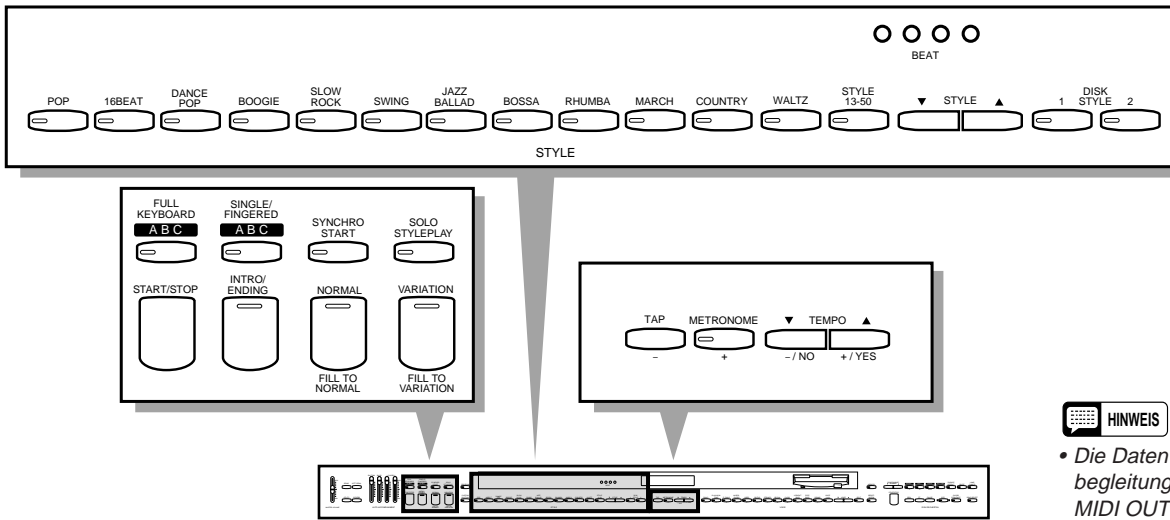 BEAT
POP 16BEAT DANCE POP BOOGIE SLOW ROCK SWING JAZZ BALLAD BOSSA RHUMBA MARCH COUNTRY WALTZ STYLE 13-50 ▼ STYLE ▲ 1 DISK STYLE 2
STYLE
FULL KEYBOARD SINGLE/ FINGERED SYNCHRO START SOLO STYLEPLAY
A B C A B C
START/STOP INTRO/ ENDING NORMAL VARIATION
FILL TO NORMAL FILL TO VARIATION
TAP METRONOME ▼ TEMPO ▲
– + – / NO + / YES
HINWEIS
• Die Daten
begleitung
MIDI OUT